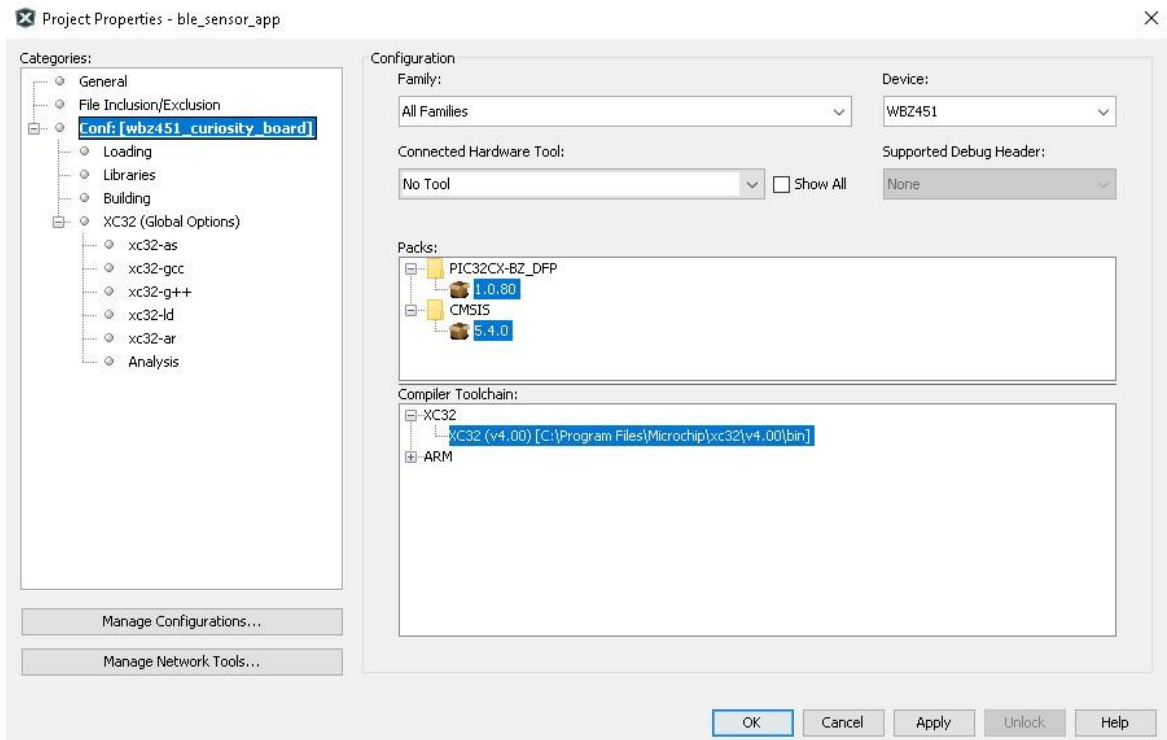 Project Properties - ble_sensor_app
Categories:
General
File Inclusion/Exclusion
Conf: [wbz451_curiosity_board]
Loading
Libraries
Building
XC32 (Global Options)
xc32-as
xc32-gcc
xc32-g++
xc32-ld
xc32-ar
Analysis
Manage Configurations...
Manage Network Tools...
Configuration
Family:
Device:
All Families
WBZ451
Connected Hardware Tool:
Supported Debug Header:
No Tool
Show All
None
Packs:
PIC32CX-BZ_DFP
1.0.80
CMSIS
5.4.0
Compiler Toolchain:
XC32
XC32 (v4.00) [C:\Program Files\Microchip\xc32\v4.00\bin]
ARM
OK
Cancel
Apply
Unlock
Help